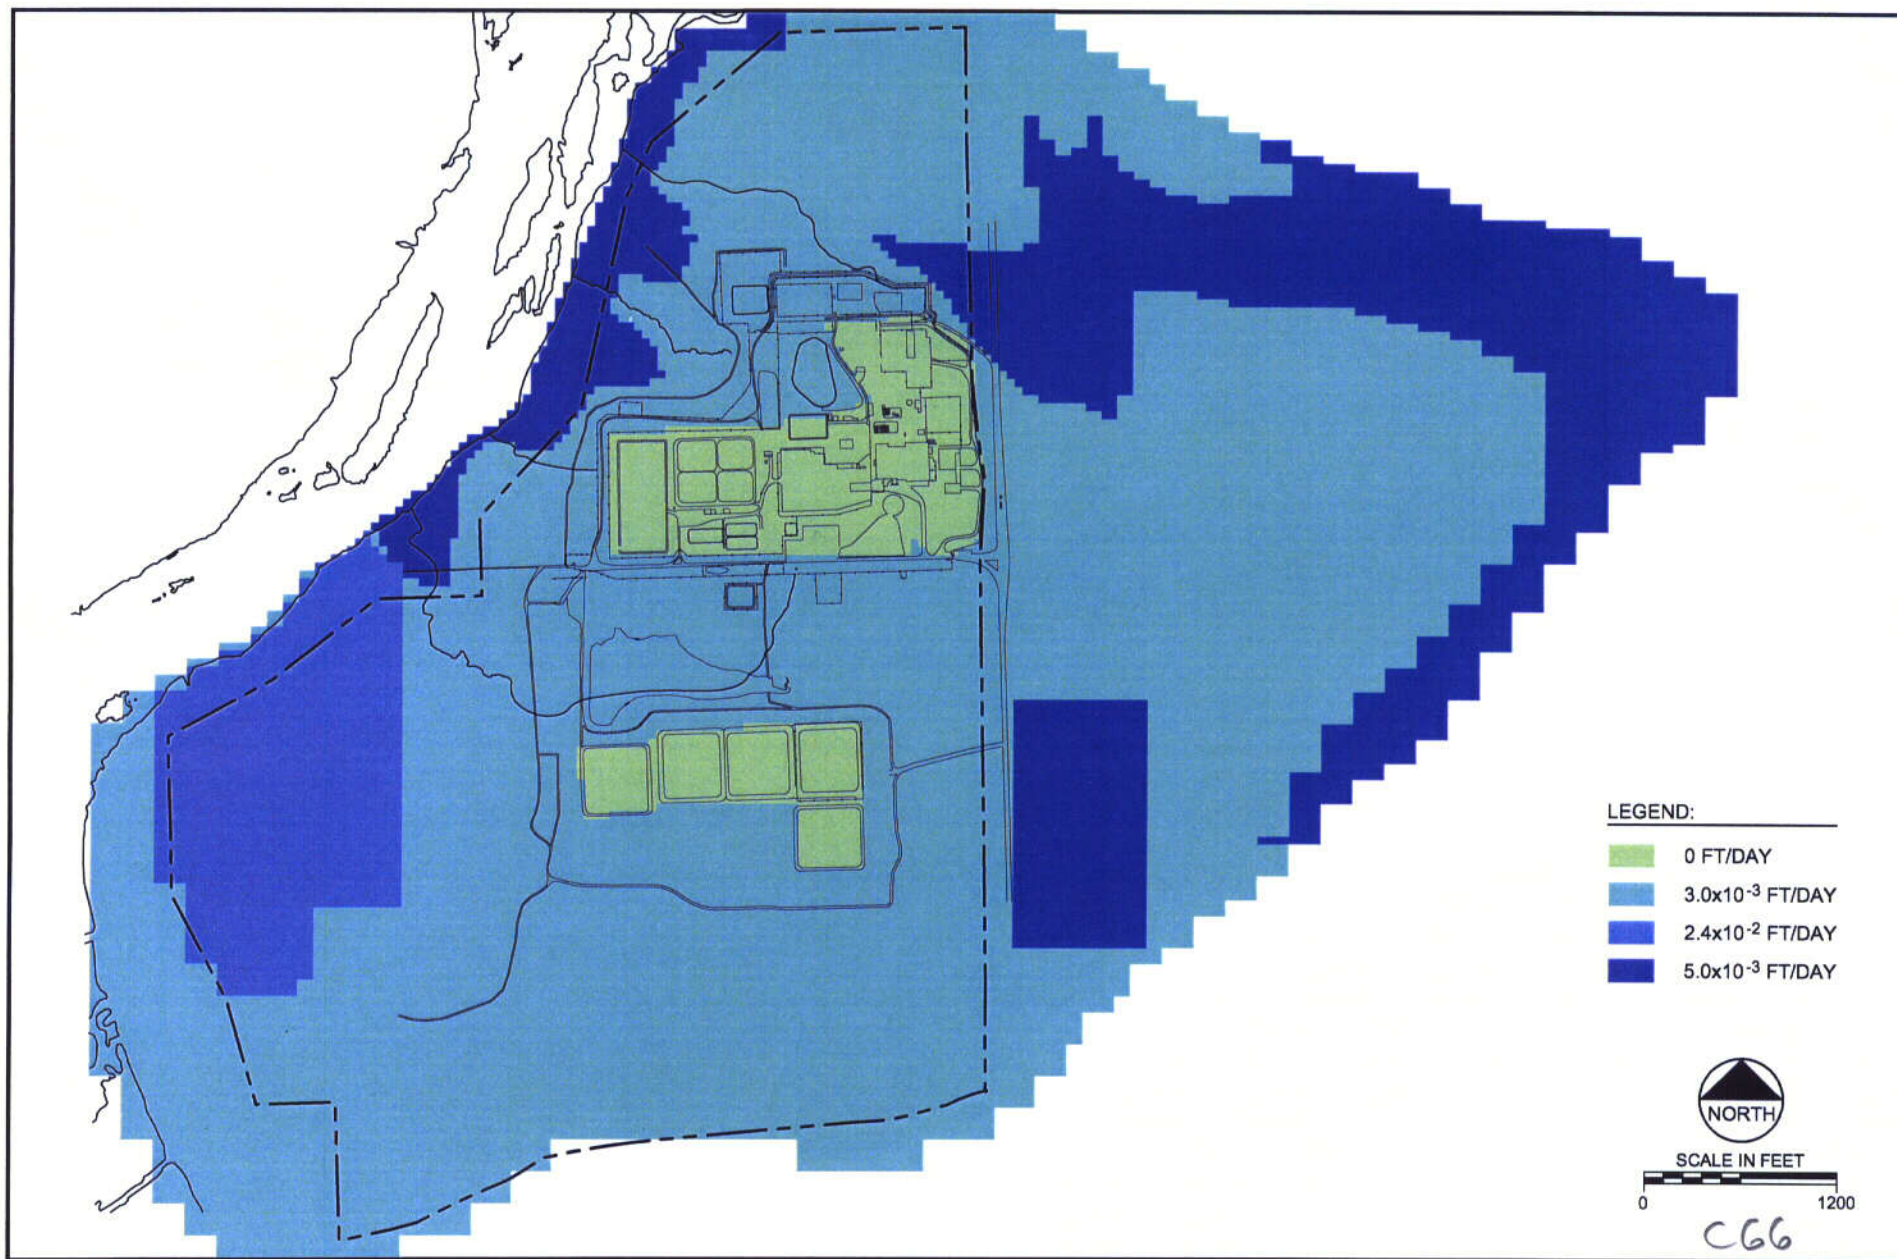 LEGEND:
0 FT/DAY
3.0x10⁻³ FT/DAY
2.4x10⁻² FT/DAY
5.0x10⁻³ FT/DAY
NORTH
SCALE IN FEET
0 1200
C66